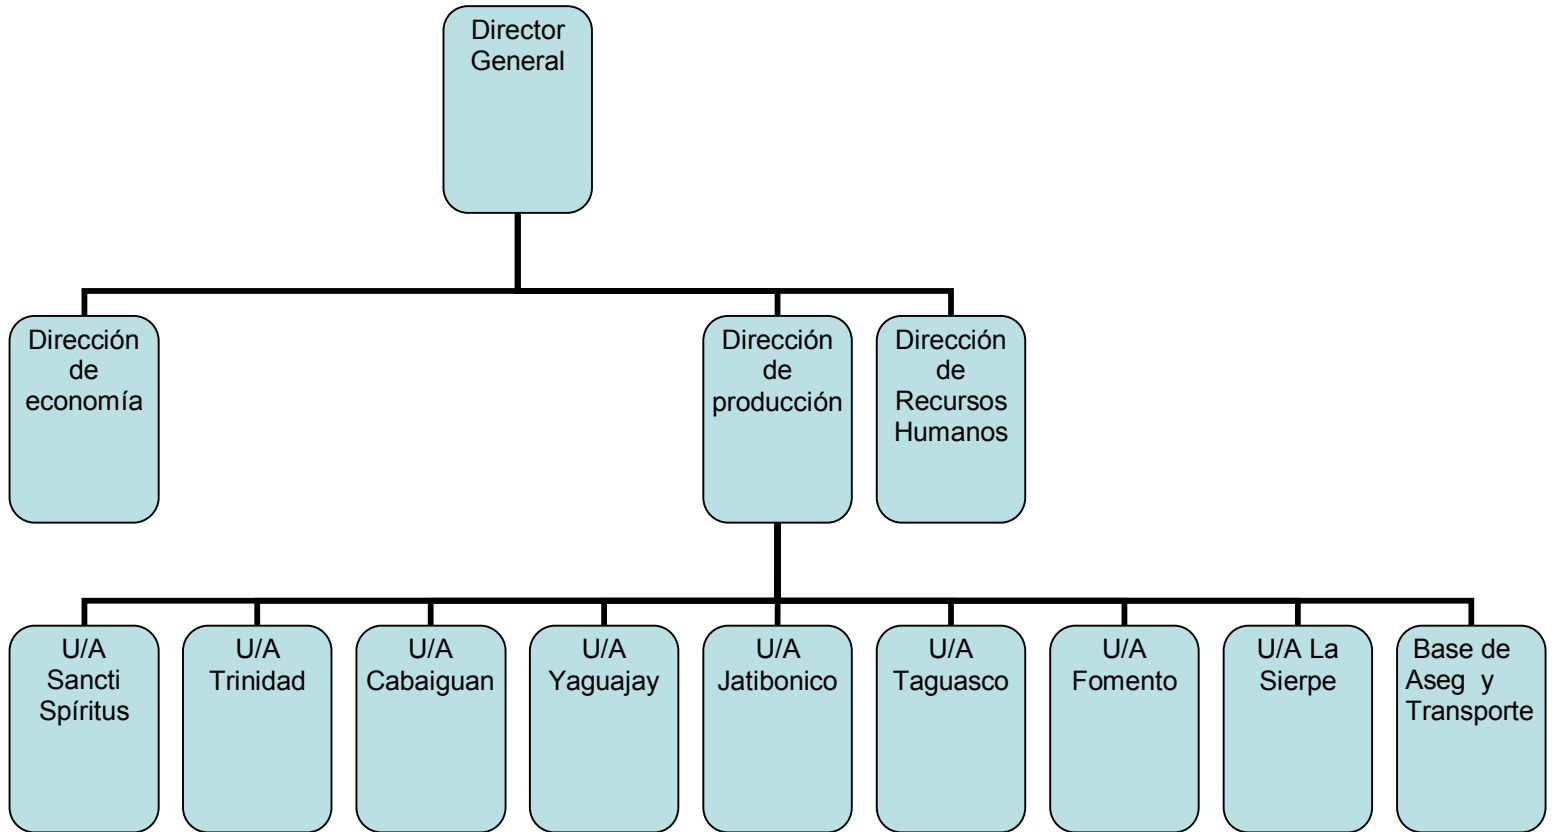 Director
General
Dirección
de
economía
Dirección
de
producción
Dirección
de
Recursos
Humanos
U/A
Sancti
Spíritus
U/A
Trinidad
U/A
Cabaiguan
U/A
Yaguajay
U/A
Jatibonico
U/A
Taguasco
U/A
Fomento
U/A La
Sierpe
Base de
Aseg y
Transporte